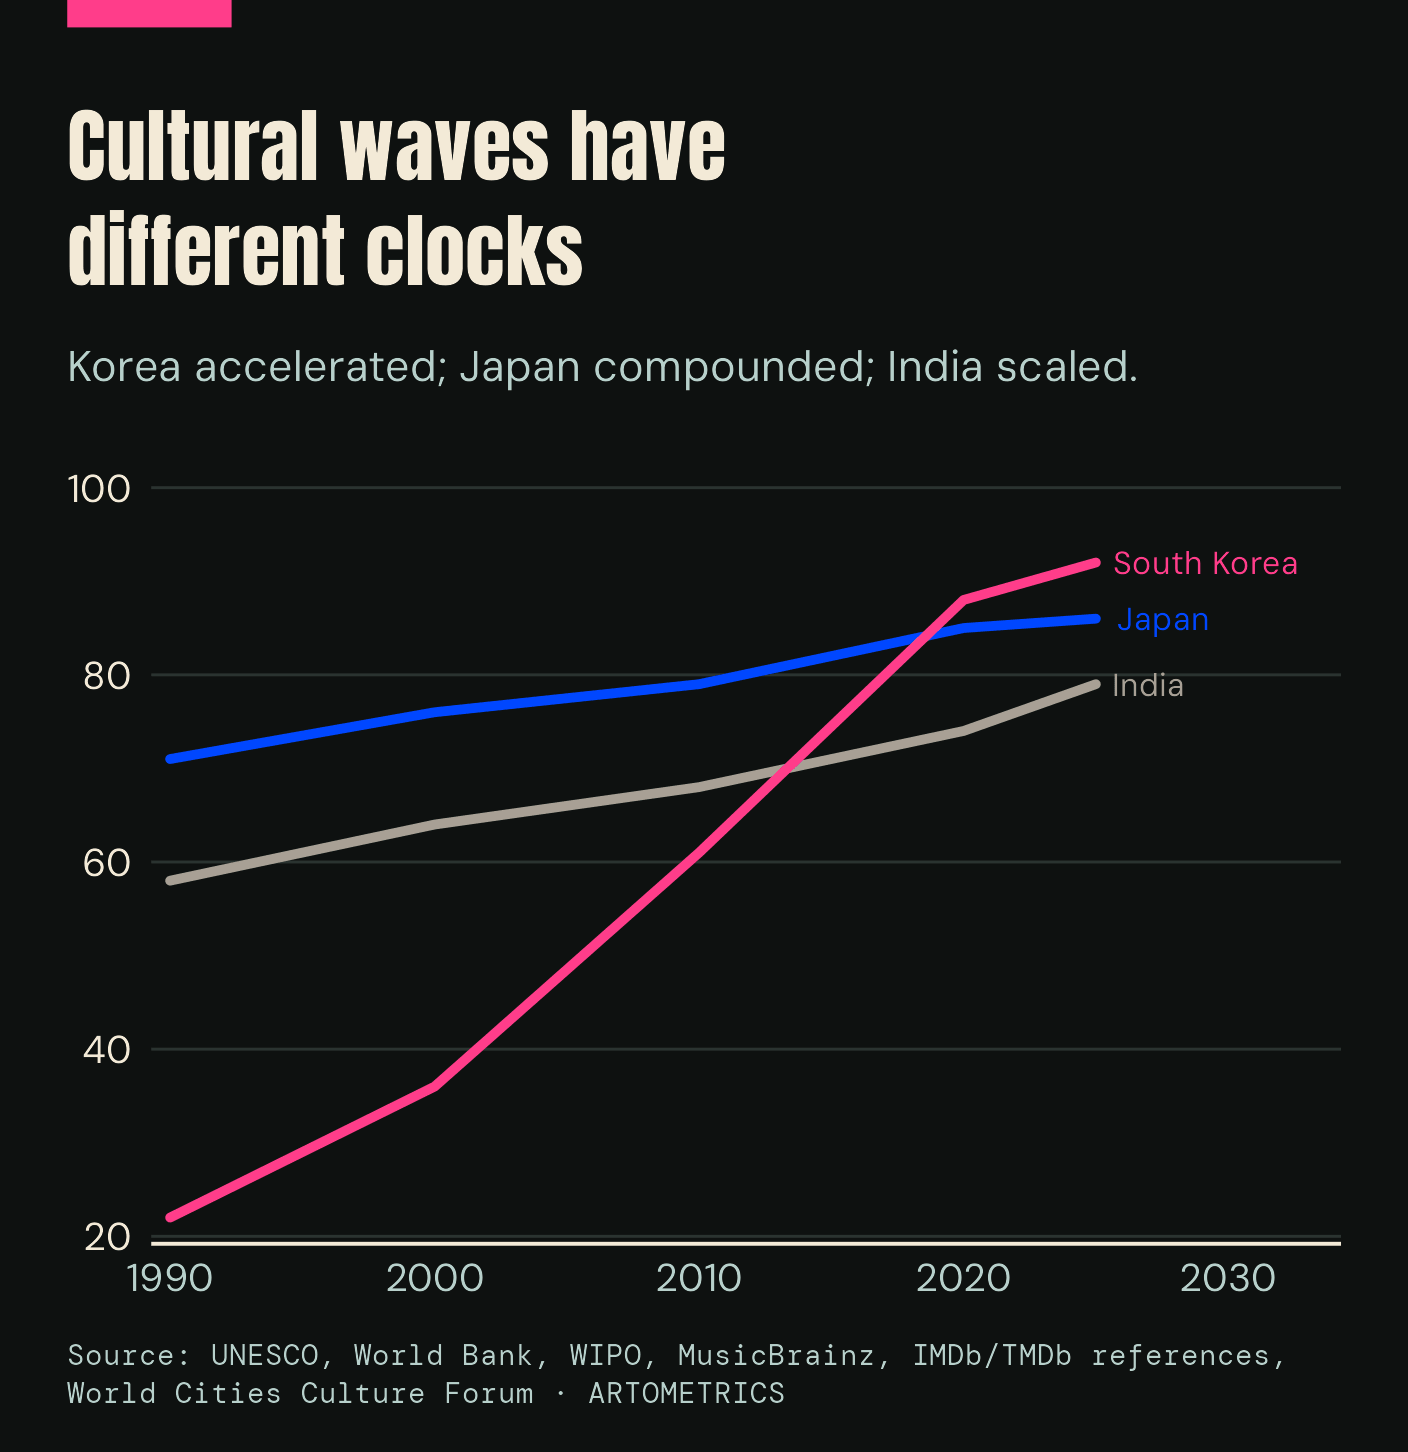 Cultural waves have
different clocks
Korea accelerated; Japan compounded; India scaled.
100
South Korea
Japan
80
India
60
40
20
1990 2000 2010 2020 2030
Source: UNESCO, World Bank, WIPO, MusicBrainz, IMDb/TMDb references,
World Cities Culture Forum · ARTOMETRICS